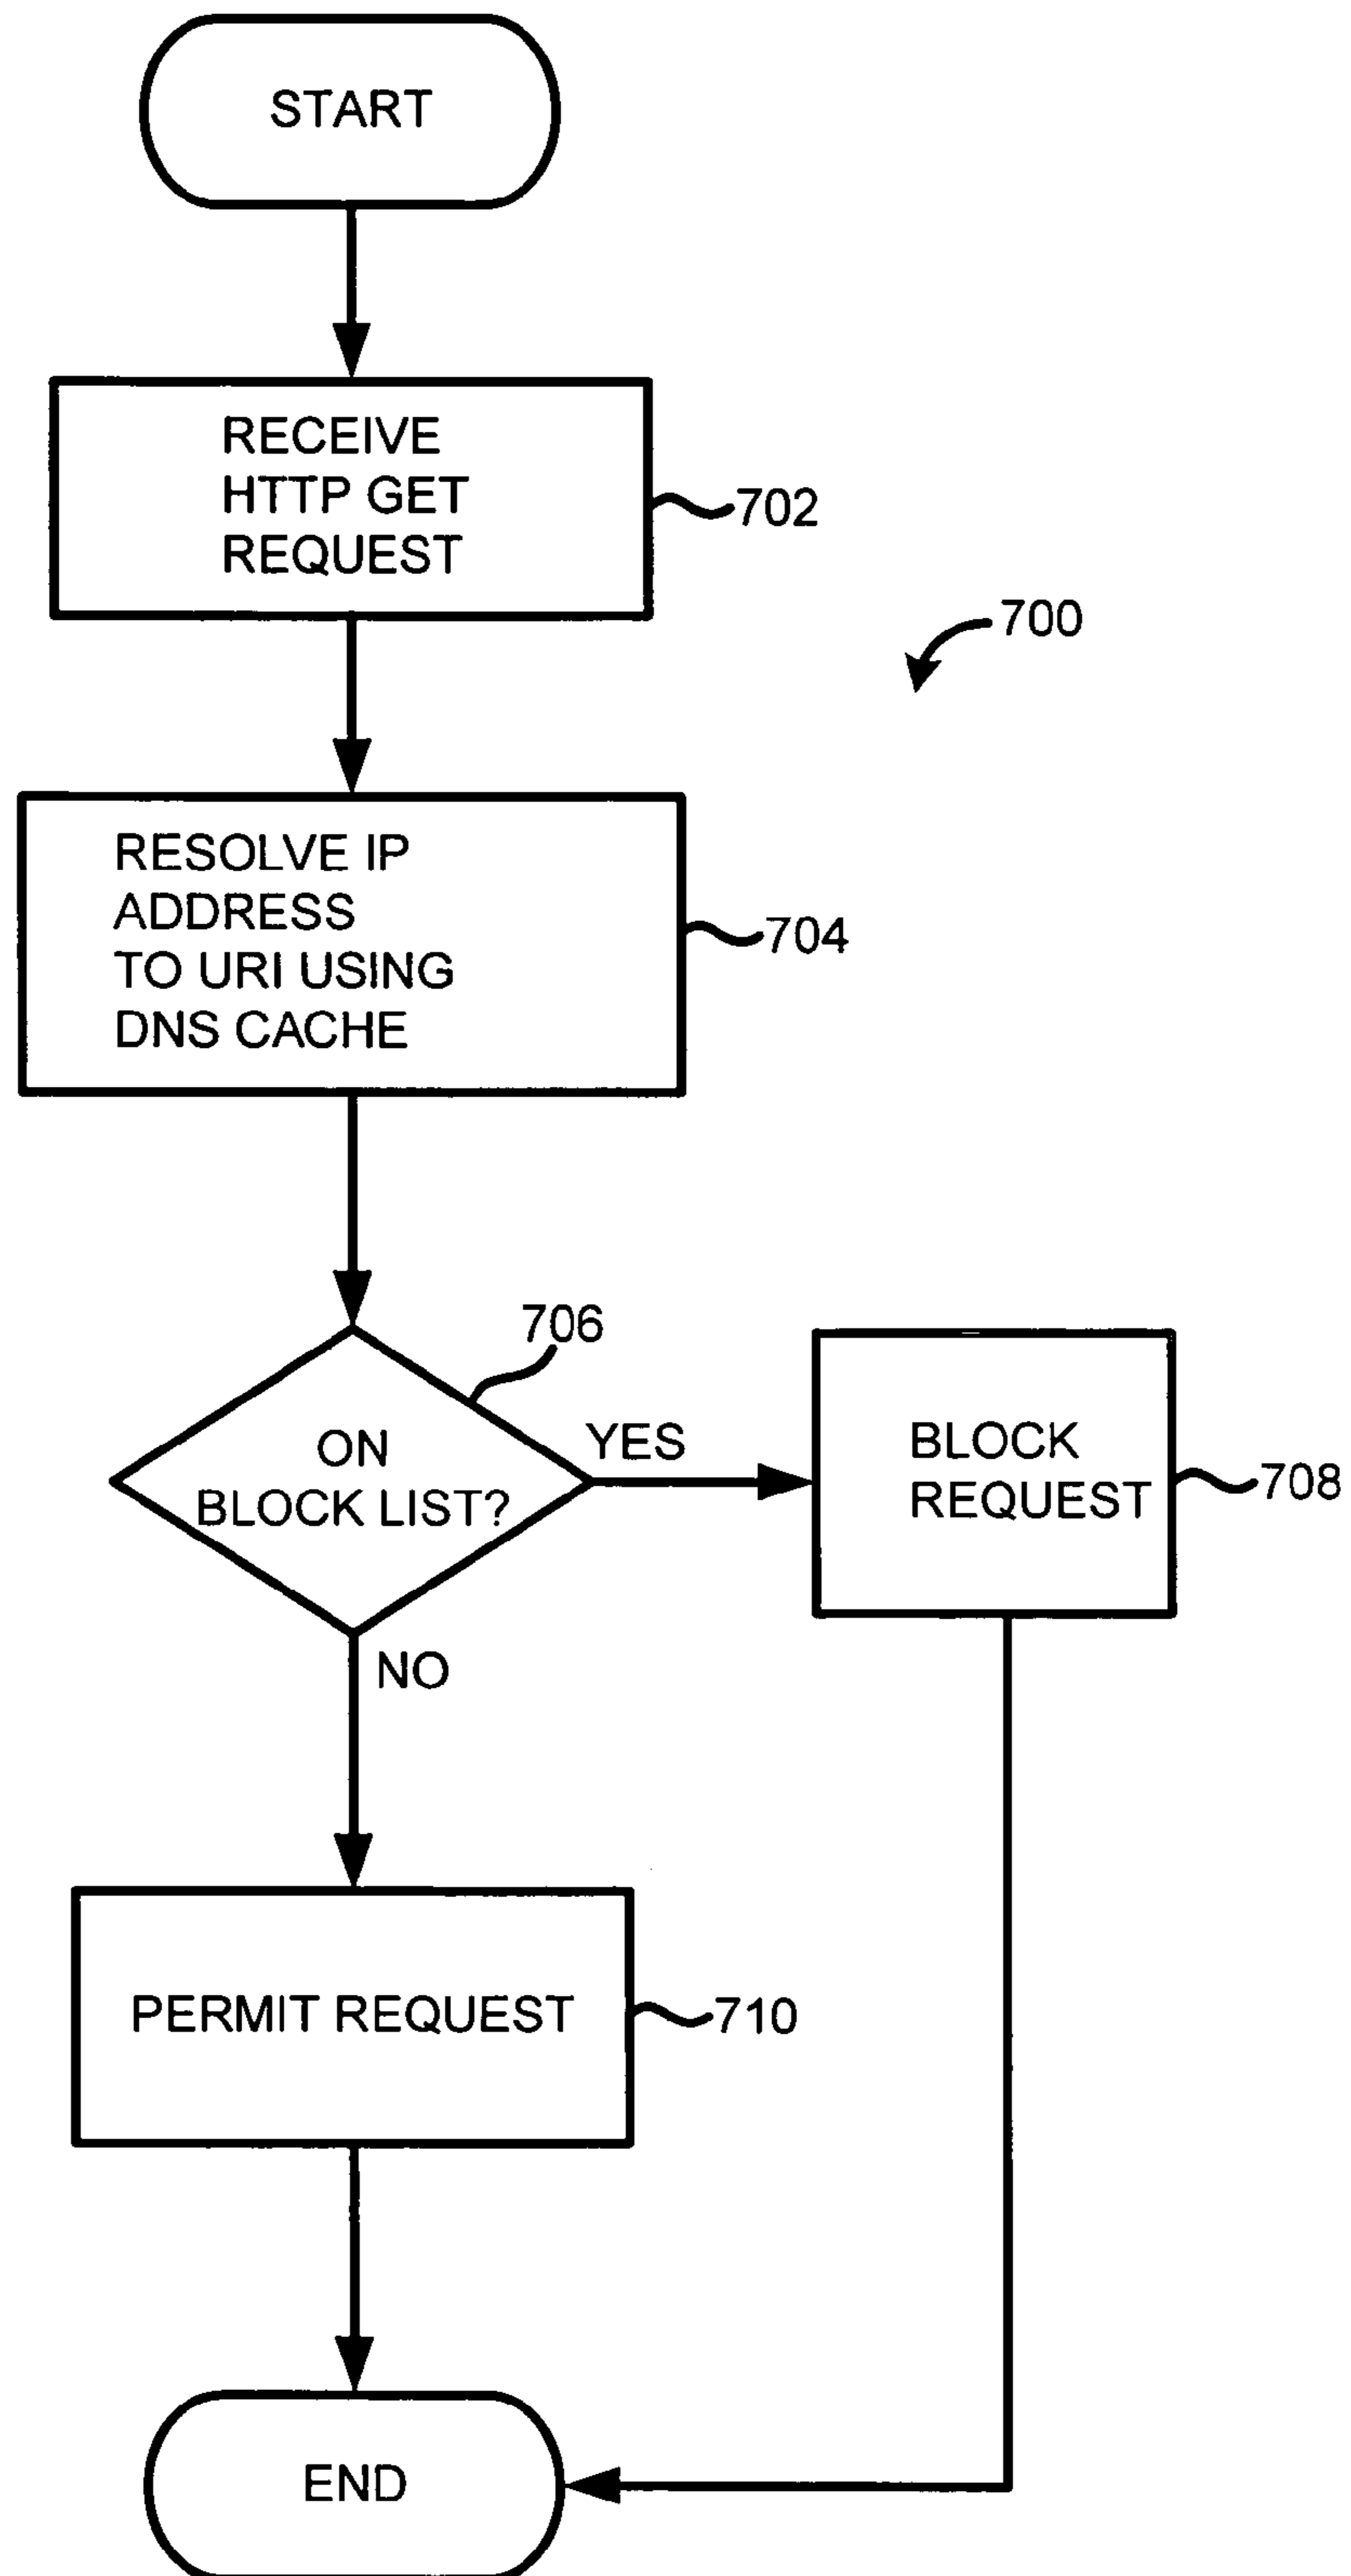 START
RECEIVE
HTTP GET
REQUEST
702
700
RESOLVE IP
ADDRESS
TO URI USING
DNS CACHE
704
706
ON
BLOCK LIST?
YES
BLOCK
REQUEST
708
NO
PERMIT REQUEST
710
END